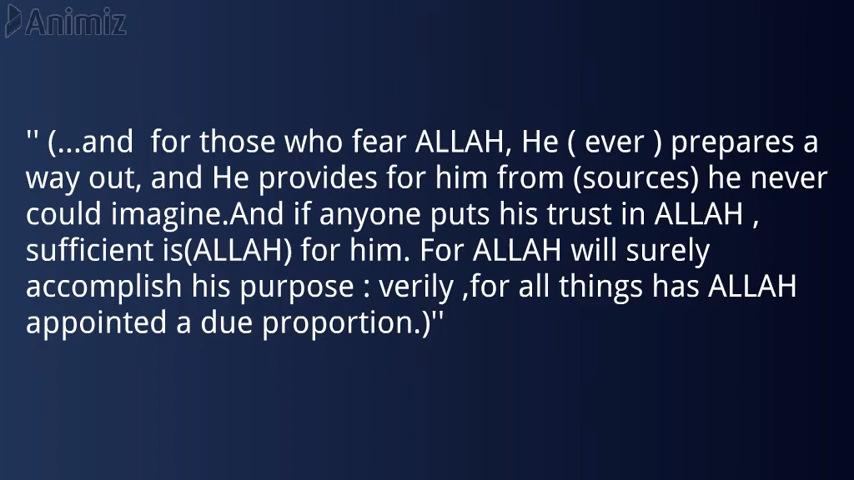 Animiz
'' (...and for those who fear ALLAH, He ( ever ) prepares a
way out, and He provides for him from (sources) he never
could imagine.And if anyone puts his trust in ALLAH ,
sufficient is(ALLAH) for him. For ALLAH will surely
accomplish his purpose : verily ,for all things has ALLAH
appointed a due proportion.)''